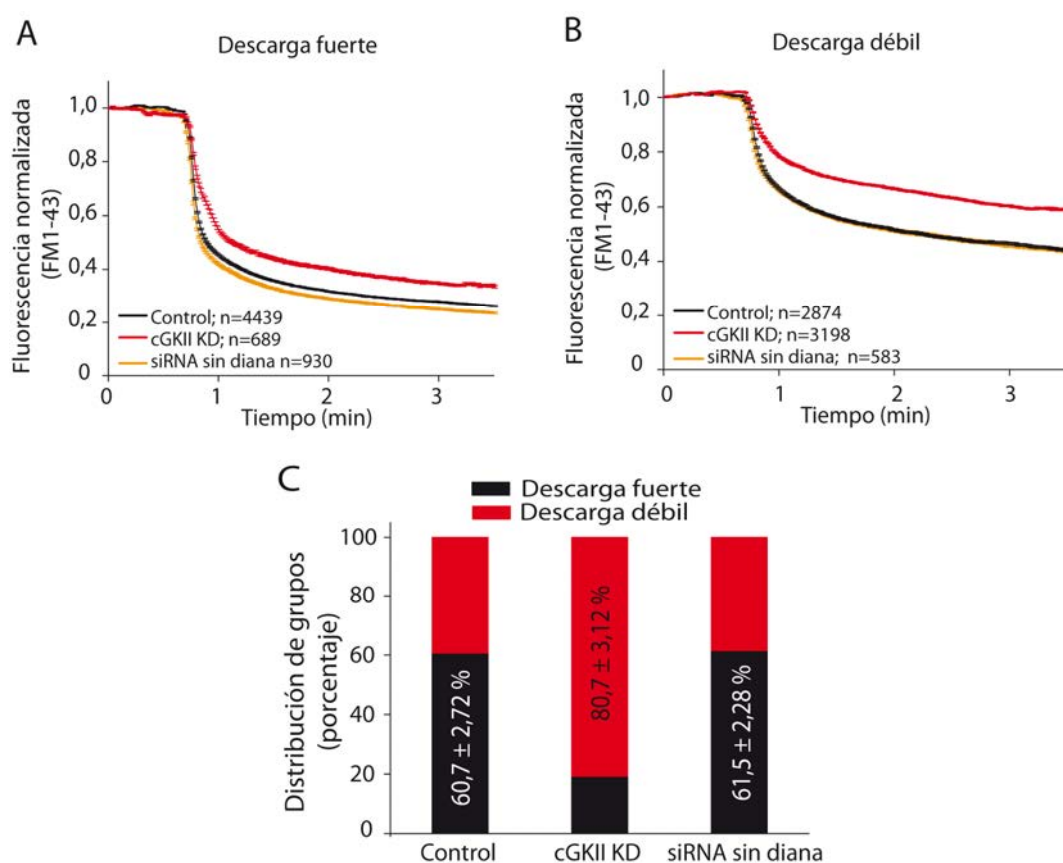 A
Descarga fuerte
Fluorescencia normalizada
(FM1-43)
1,0
0,8
0,6
0,4
0,2
0
Control; n=4439
cGKII KD; n=689
siRNA sin diana n=930
0
1
2
3
Tiempo (min)
B
Descarga débil
Fluorescencia normalizada
(FM1-43)
1,0
0,8
0,6
0,4
0,2
0
Control; n=2874
cGKII KD; n=3198
siRNA sin diana; n=583
0
1
2
3
Tiempo (min)
C
Descarga fuerte
Descarga débil
Distribución de grupos
(porcentaje)
100
80
60
40
20
0
60,7 ± 2,72 %
80,7 ± 3,12 %
61,5 ± 2,28 %
Control
cGKII KD
siRNA sin diana